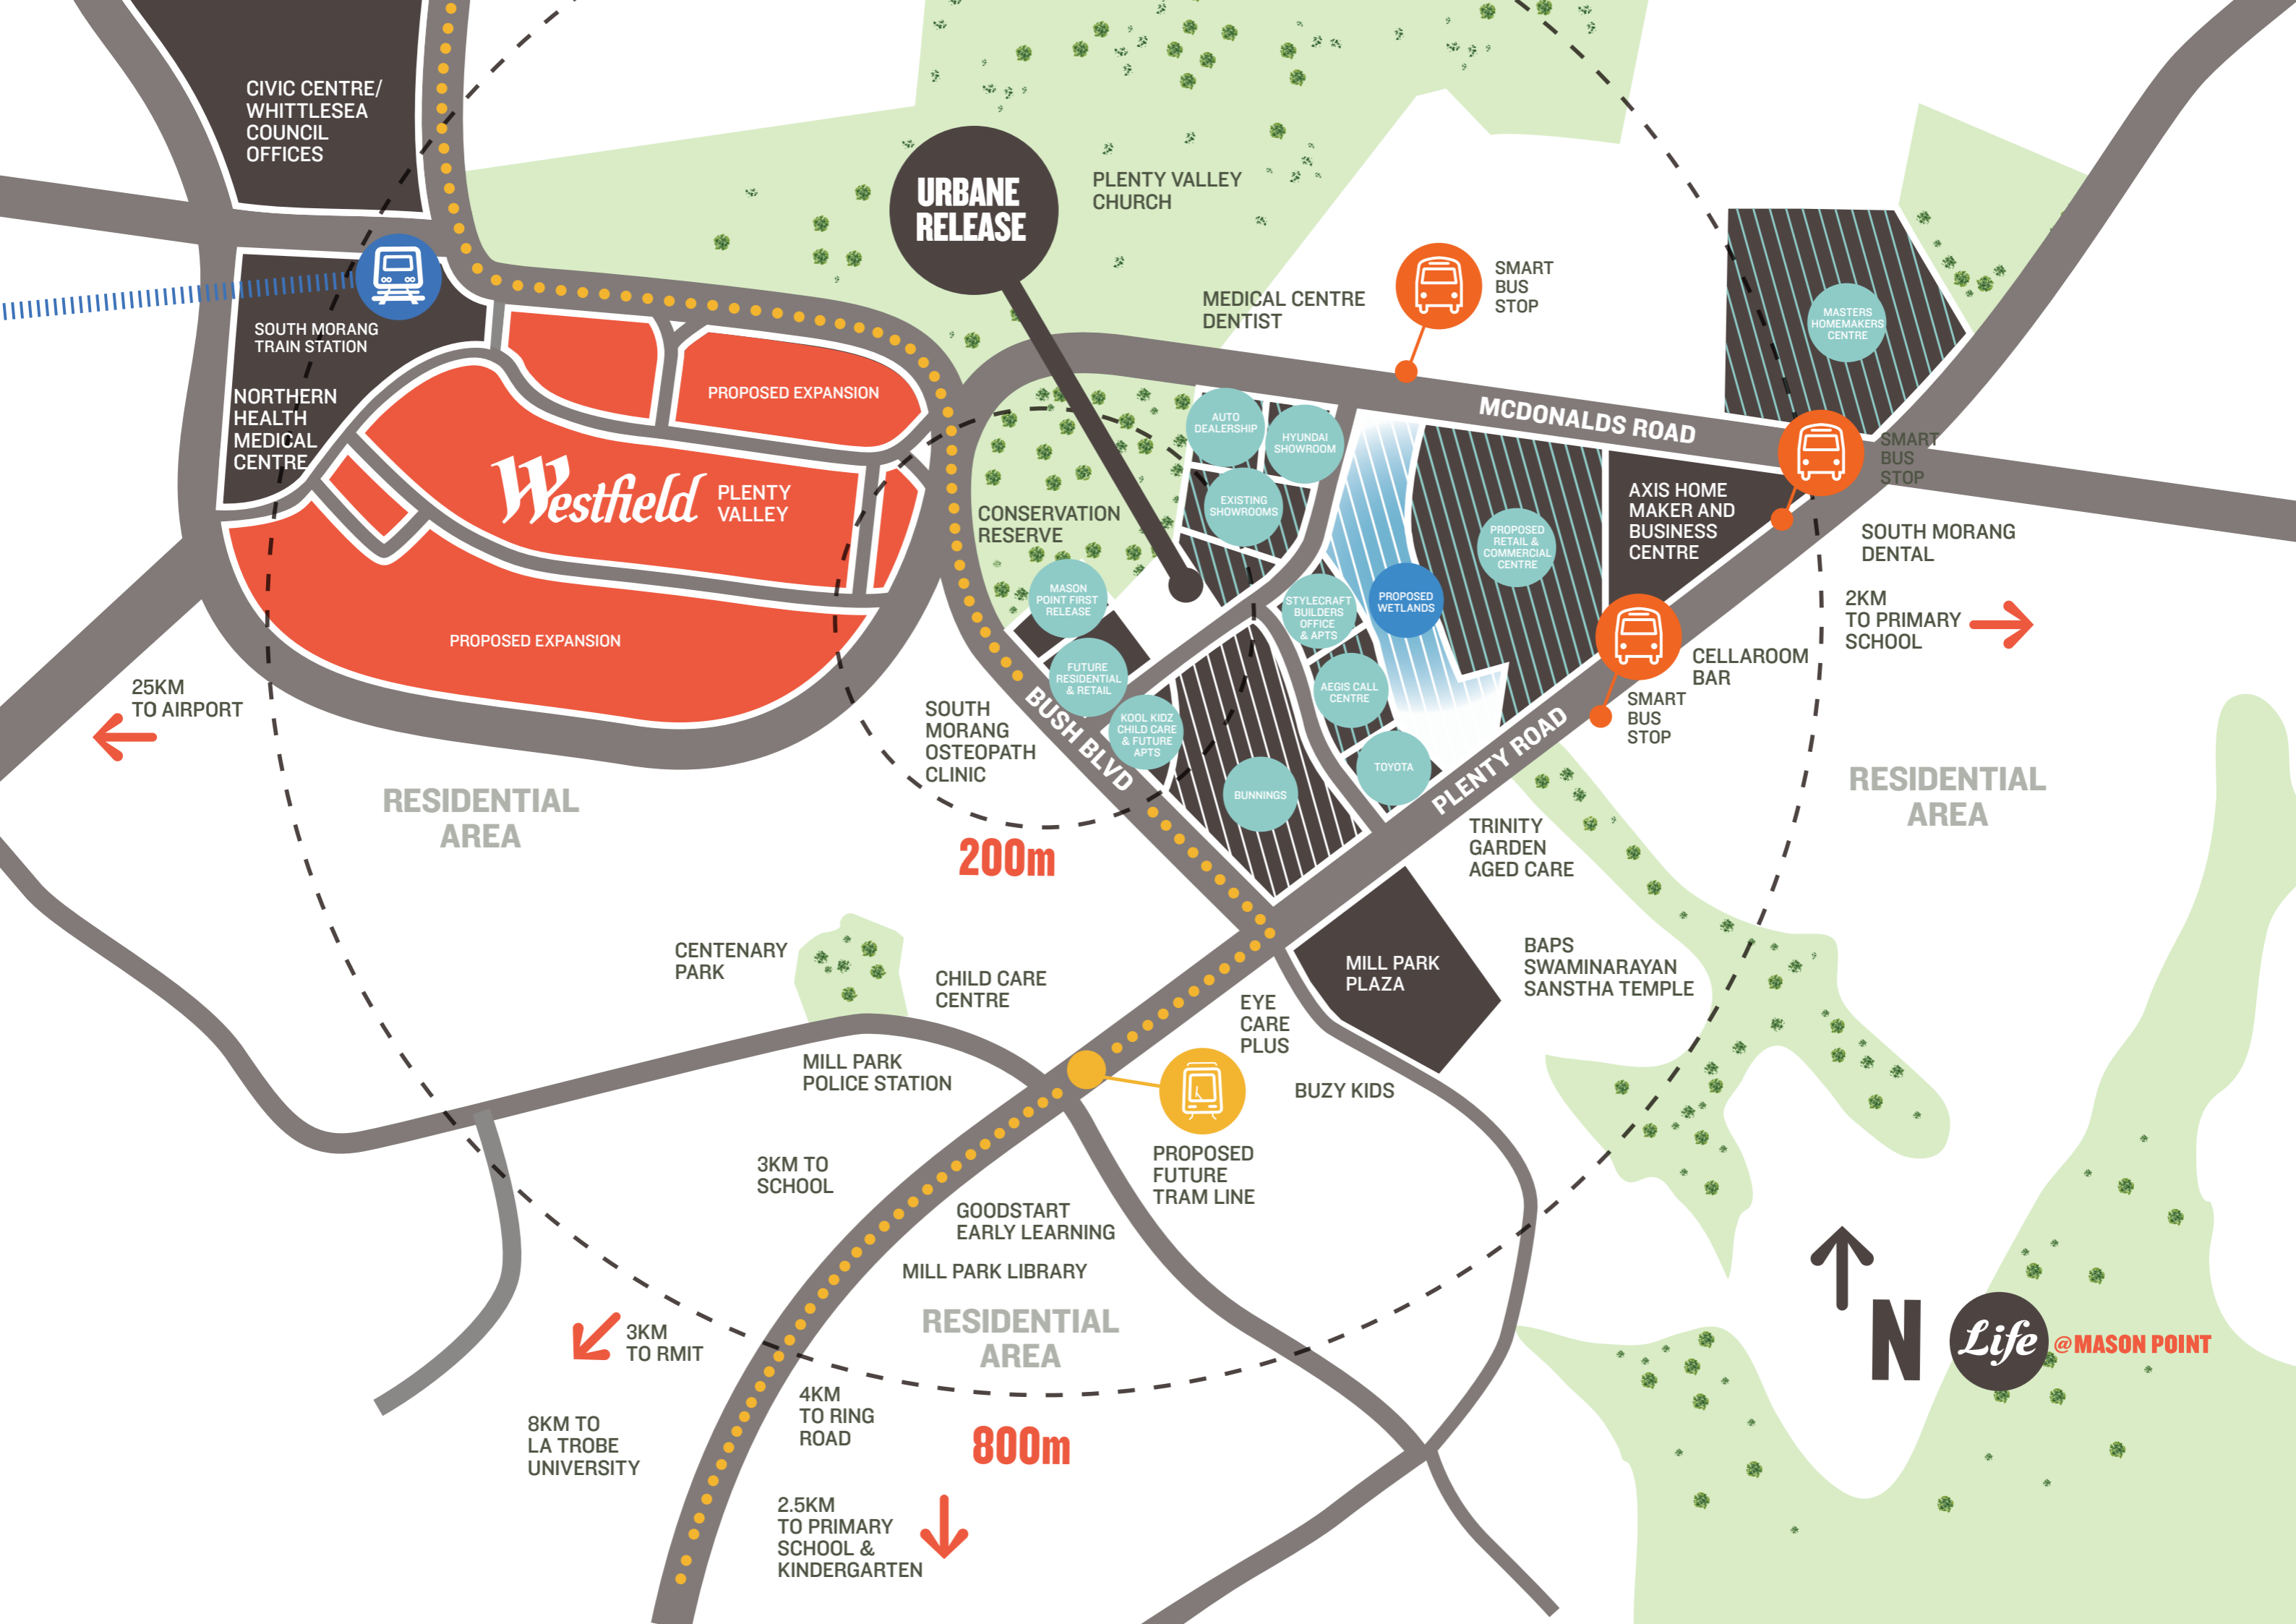 CIVIC CENTRE/
WHITTLESEA
COUNCIL
OFFICES
URBANE
RELEASE
PLENTY VALLEY
CHURCH
SMART
BUS
STOP
MEDICAL CENTRE
DENTIST
MASTERS
HOMEMAKERS
CENTRE
SOUTH MORANG
TRAIN STATION
NORTHERN
HEALTH
MEDICAL
CENTRE
PROPOSED EXPANSION
Westfield
PLENTY
VALLEY
PROPOSED EXPANSION
AUTO
DEALERSHIP
HYUNDAI
SHOWROOM
MCDONALDS ROAD
SMART
BUS
STOP
EXISTING
SHOWROOMS
CONSERVATION
RESERVE
PROPOSED
RETAIL &
COMMERCIAL
CENTRE
AXIS HOME
MAKER AND
BUSINESS
CENTRE
SOUTH MORANG
DENTAL
MASON
POINT FIRST
RELEASE
STYLECRAFT
BUILDERS
OFFICE
& APTS
PROPOSED
WETLANDS
2KM
TO PRIMARY
SCHOOL
FUTURE
RESIDENTIAL
& RETAIL
AEGIS CALL
CENTRE
CELLAROOM
BAR
SMART
BUS
STOP
25KM
TO AIRPORT
SOUTH
MORANG
OSTEOPATH
CLINIC
BUSH BLVD
KOOL KIDZ
CHILD CARE
& FUTURE
APTS
BUNNINGS
TOYOTA
PLENTY ROAD
RESIDENTIAL
AREA
RESIDENTIAL
AREA
200m
TRINITY
GARDEN
AGED CARE
CENTENARY
PARK
CHILD CARE
CENTRE
MILL PARK
PLAZA
BAPS
SWAMINARAYAN
SANSTHA TEMPLE
EYE
CARE
PLUS
MILL PARK
POLICE STATION
BUZY KIDS
PROPOSED
FUTURE
TRAM LINE
3KM TO
SCHOOL
GOODSTART
EARLY LEARNING
MILL PARK LIBRARY
RESIDENTIAL
AREA
3KM
TO RMIT
N
Life
@MASON POINT
4KM
TO RING
ROAD
8KM TO
LA TROBE
UNIVERSITY
800m
2.5KM
TO PRIMARY
SCHOOL &
KINDERGARTEN